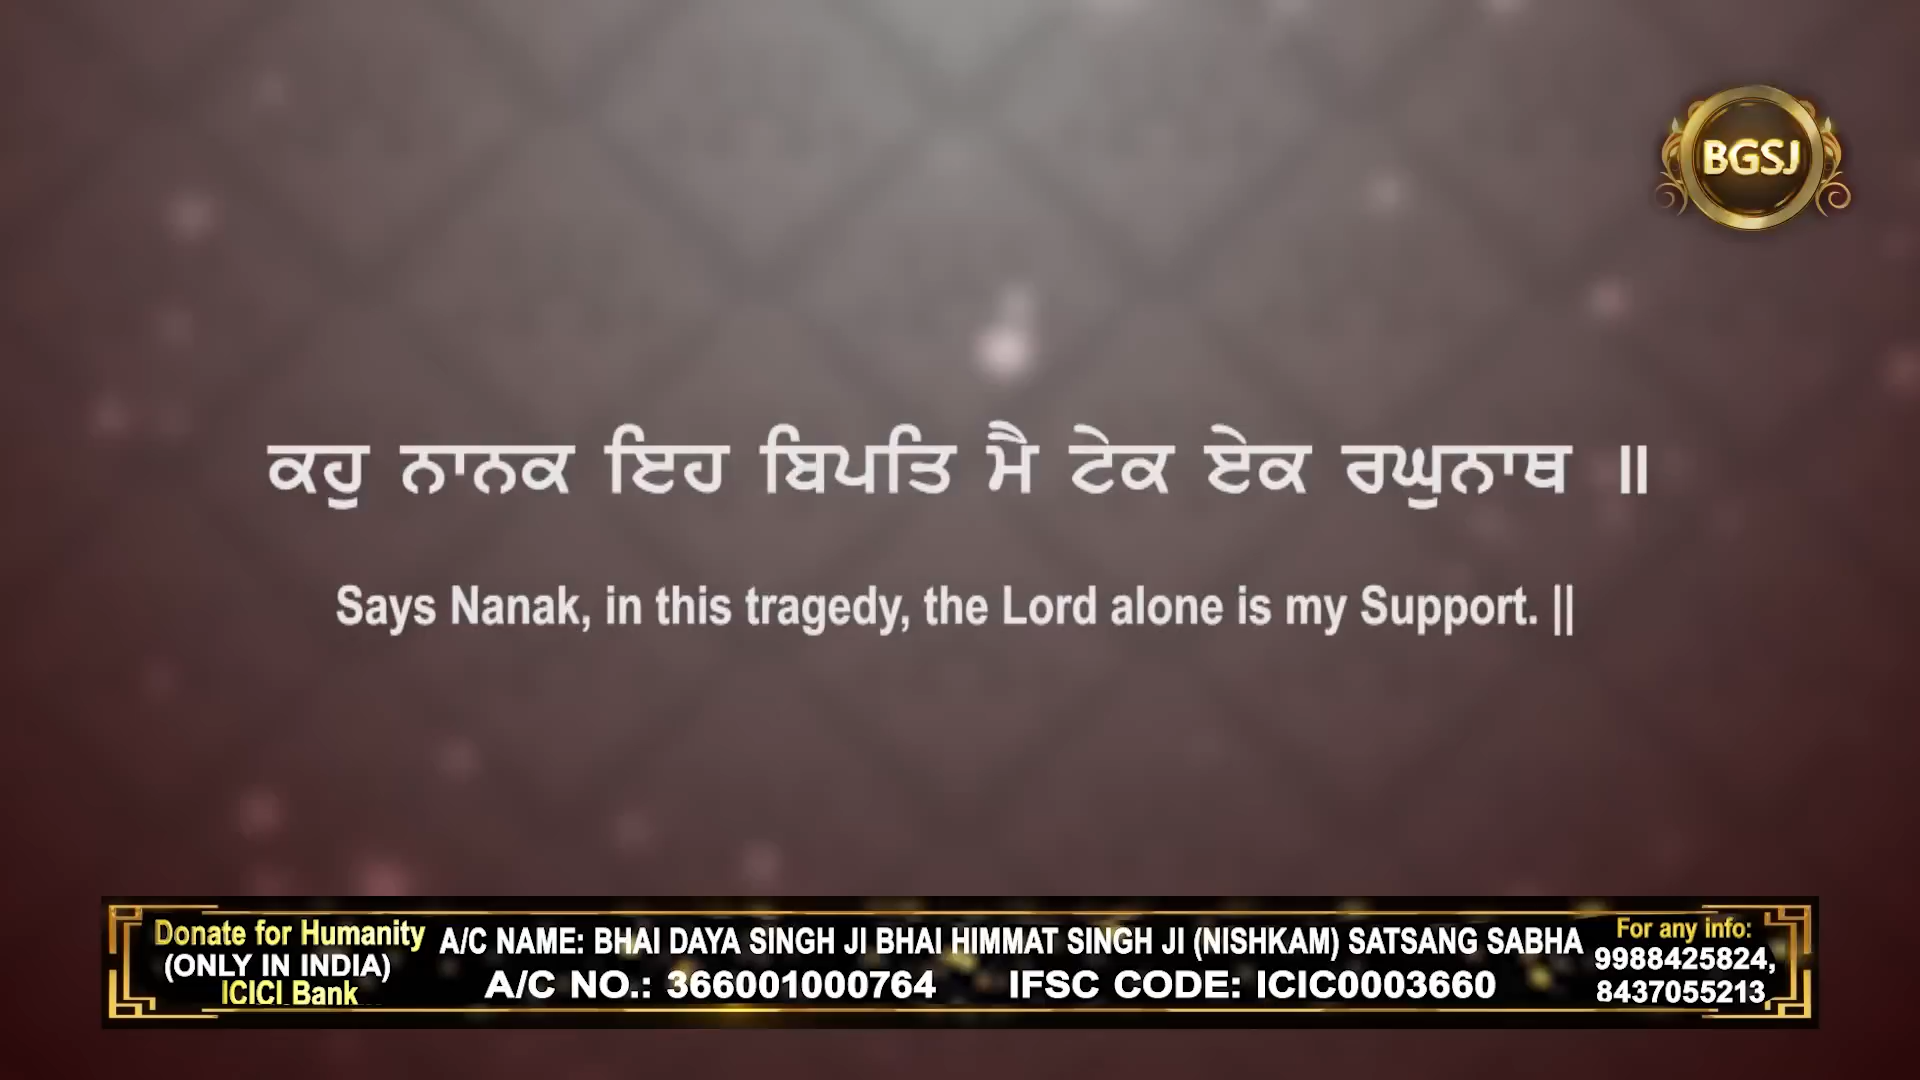 BGSJ
ਕਹੁ ਨਾਨਕ ਇਹ ਬਿਪਤਿ ਮੈ ਟੇਕ ਏਕ ਰਘੁਨਾਥ ॥
Says Nanak, in this tragedy, the Lord alone is my Support. ||
Donate for Humanity
(ONLY IN INDIA)
ICICI Bank
A/C NAME: BHAI DAYA SINGH JI BHAI HIMMAT SINGH JI (NISHKAM) SATSANG SABHA
A/C NO.: 366001000764 IFSC CODE: ICIC0003660
For any info:
9988425824,
8437055213